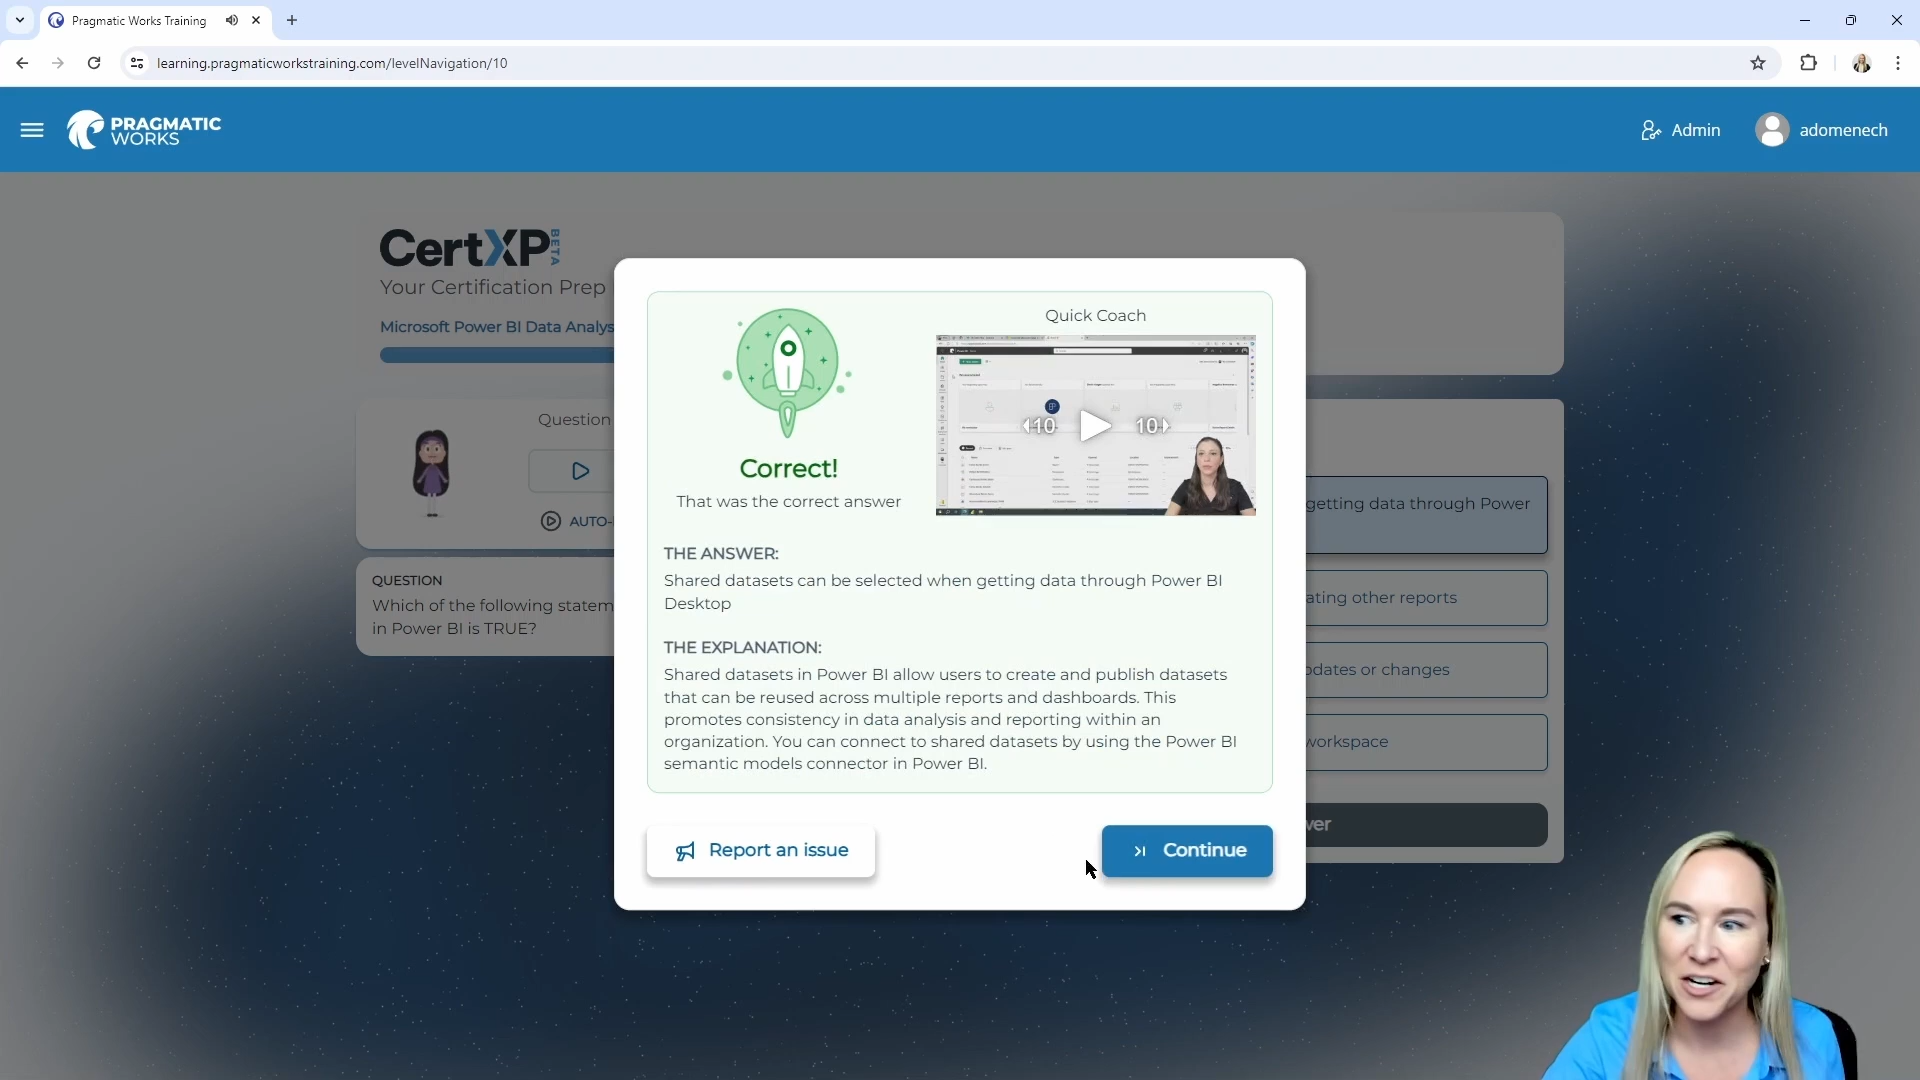 Pragmatic Works Training
learning.pragmaticworkstraining.com/levelNavigation/10
PRAGMATIC
WORKS
Admin
adomenech
CertXP BETA
Your Certification Prep
Microsoft Power BI Data Analys
Question
AUTO-
QUESTION
Which of the following statem
in Power BI is TRUE?
Correct!
That was the correct answer
Quick Coach
10
10
THE ANSWER:
Shared datasets can be selected when getting data through Power BI
Desktop
THE EXPLANATION:
Shared datasets in Power BI allow users to create and publish datasets
that can be reused across multiple reports and dashboards. This
promotes consistency in data analysis and reporting within an
organization. You can connect to shared datasets by using the Power BI
semantic models connector in Power BI.
Report an issue
Continue
getting data through Power
ating other reports
pdates or changes
workspace
wer